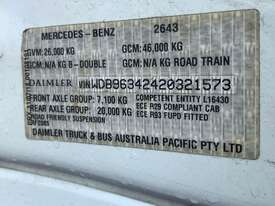 MERCEDES-BENZ 2643
GVM: 26,000 KG GCM: 46,000 KG
GCM: N/A KG B-DOUBLE GCM: N/A KG ROAD TRAIN
DAIMLER VIN WDB96342420321573
FRONT AXLE GROUP: 7,100 KG COMPETENT ENTITY L16430
REAR AXLE GROUP: 20,000 KG ECE R29 COMPLIANT CAB
ROAD FRIENDLY SUSPENSION ECE R93 FUPD FITTED
DAIMLER TRUCK & BUS AUSTRALIA PACIFIC PTY LTD